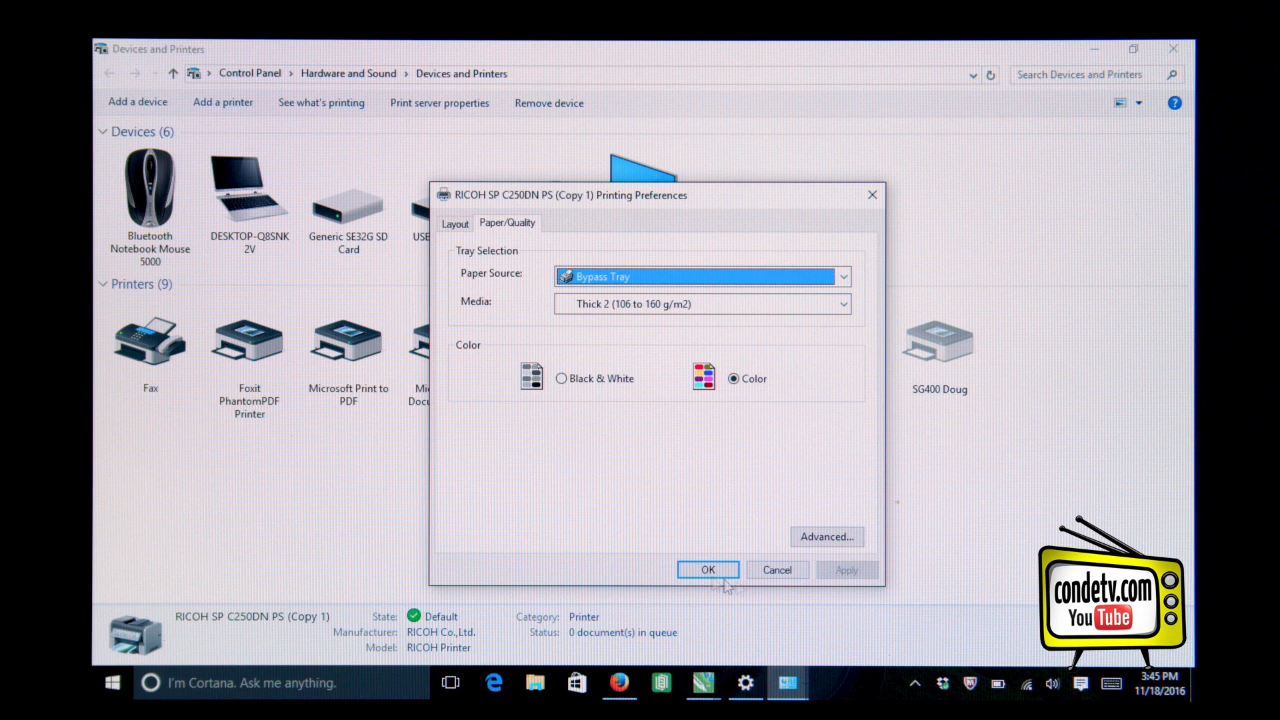 Devices and Printers
Control Panel > Hardware and Sound > Devices and Printers
Search Devices and Printers
Add a device
Add a printer
See what's printing
Print server properties
Remove device
Devices (6)
Bluetooth
Notebook Mouse
5000
DESKTOP-Q8SNK
2V
Generic SE32G SD
Card
USB
Printers (9)
Fax
Foxit
PhantomPDF
Printer
Microsoft Print to
PDF
SG400 Doug
RICOH SP C250DN PS (Copy 1) Printing Preferences
Layout
Paper/Quality
Tray Selection
Paper Source:
Bypass Tray
Media:
Thick 2 (106 to 160 g/m2)
Color
Black & White
Color
Advanced...
OK
Cancel
Apply
RICOH SP C250DN PS (Copy 1)
State: Default
Manufacturer: RICOH Co.,Ltd.
Model: RICOH Printer
Category: Printer
Status: 0 document(s) in queue
condetv.com
YouTube
I'm Cortana. Ask me anything.
3:45 PM
11/18/2016